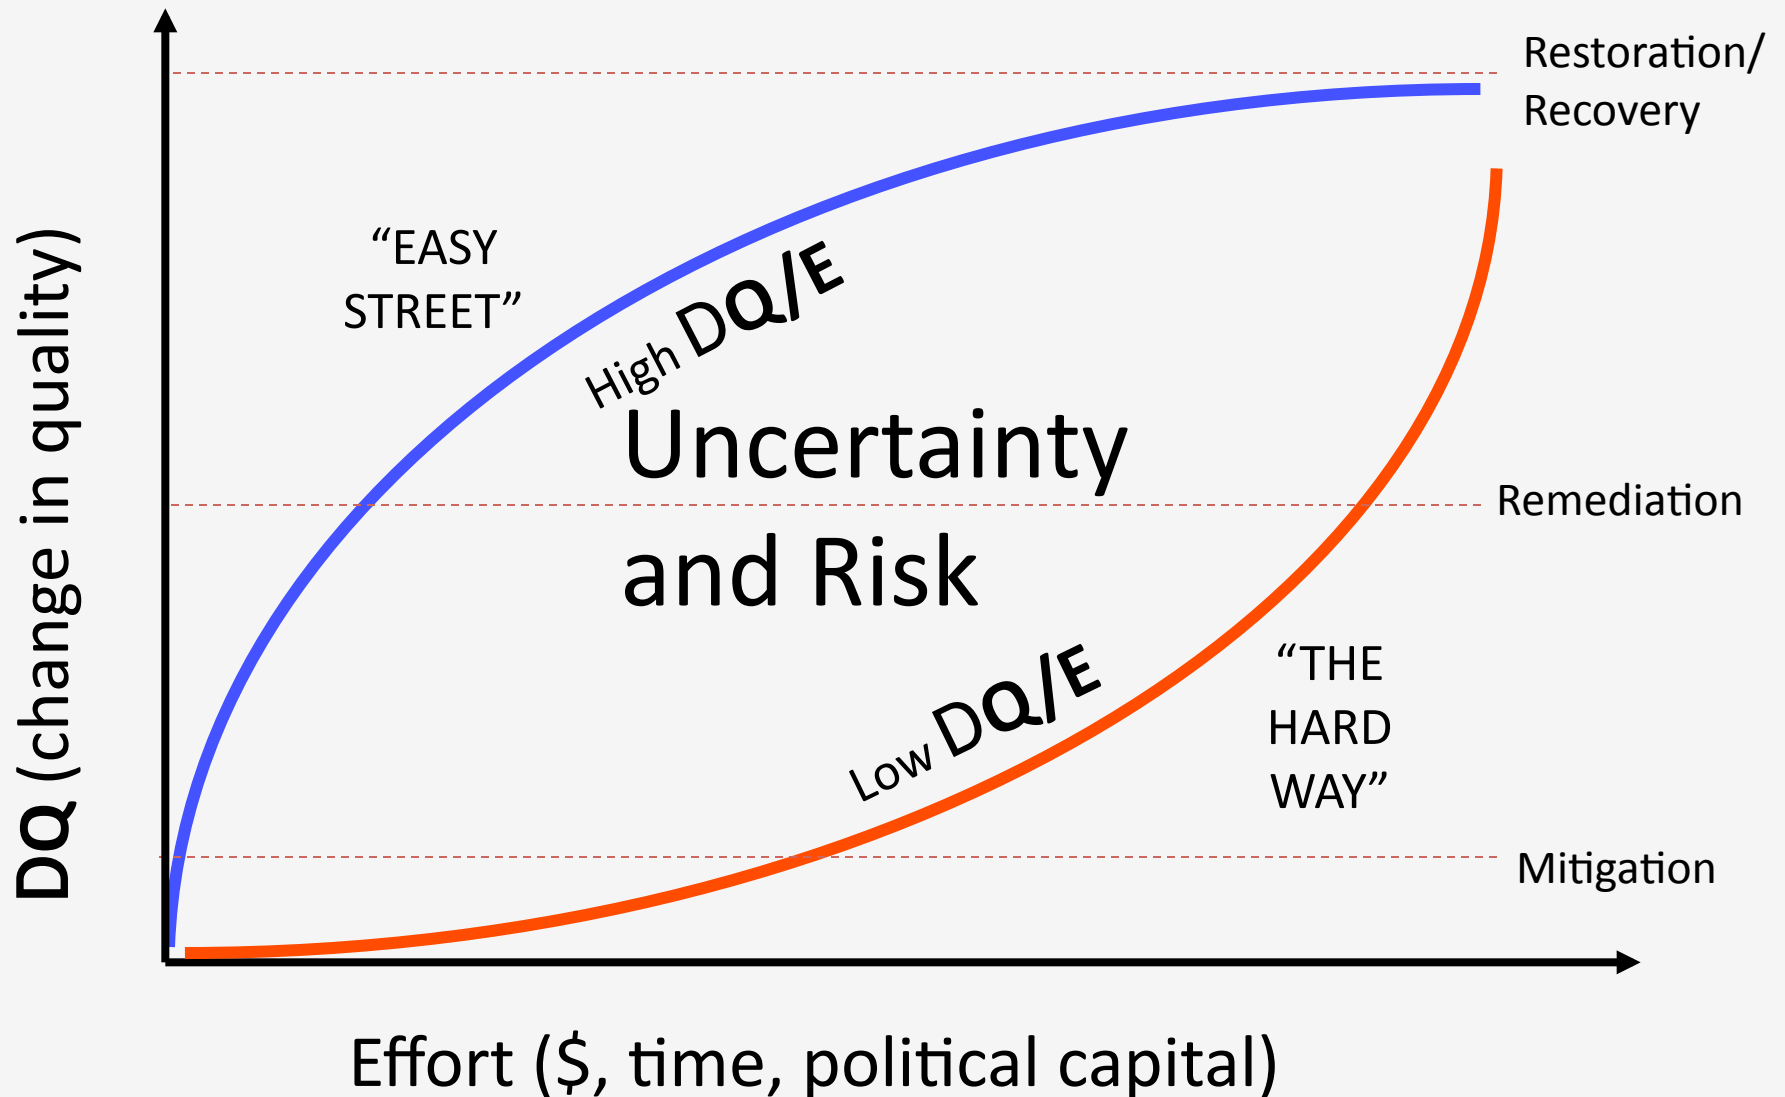 Restoration/
Recovery
“EASY
STREET”
High DQ/E
Uncertainty
and Risk
Remediation
Low DQ/E
“THE
HARD
WAY”
Mitigation
DQ (change in quality)
Effort ($, time, political capital)